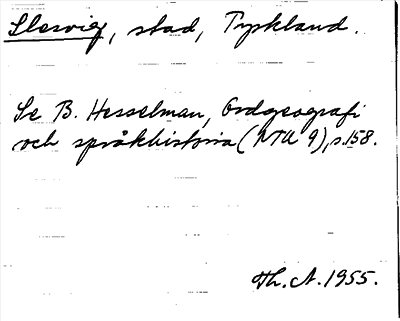 Slesvig, stad, Tyskland.
Se B. Hesselman, Ordgeografi
och språkhistoria (NTU 9), s. 158.
Th. A. 1955.